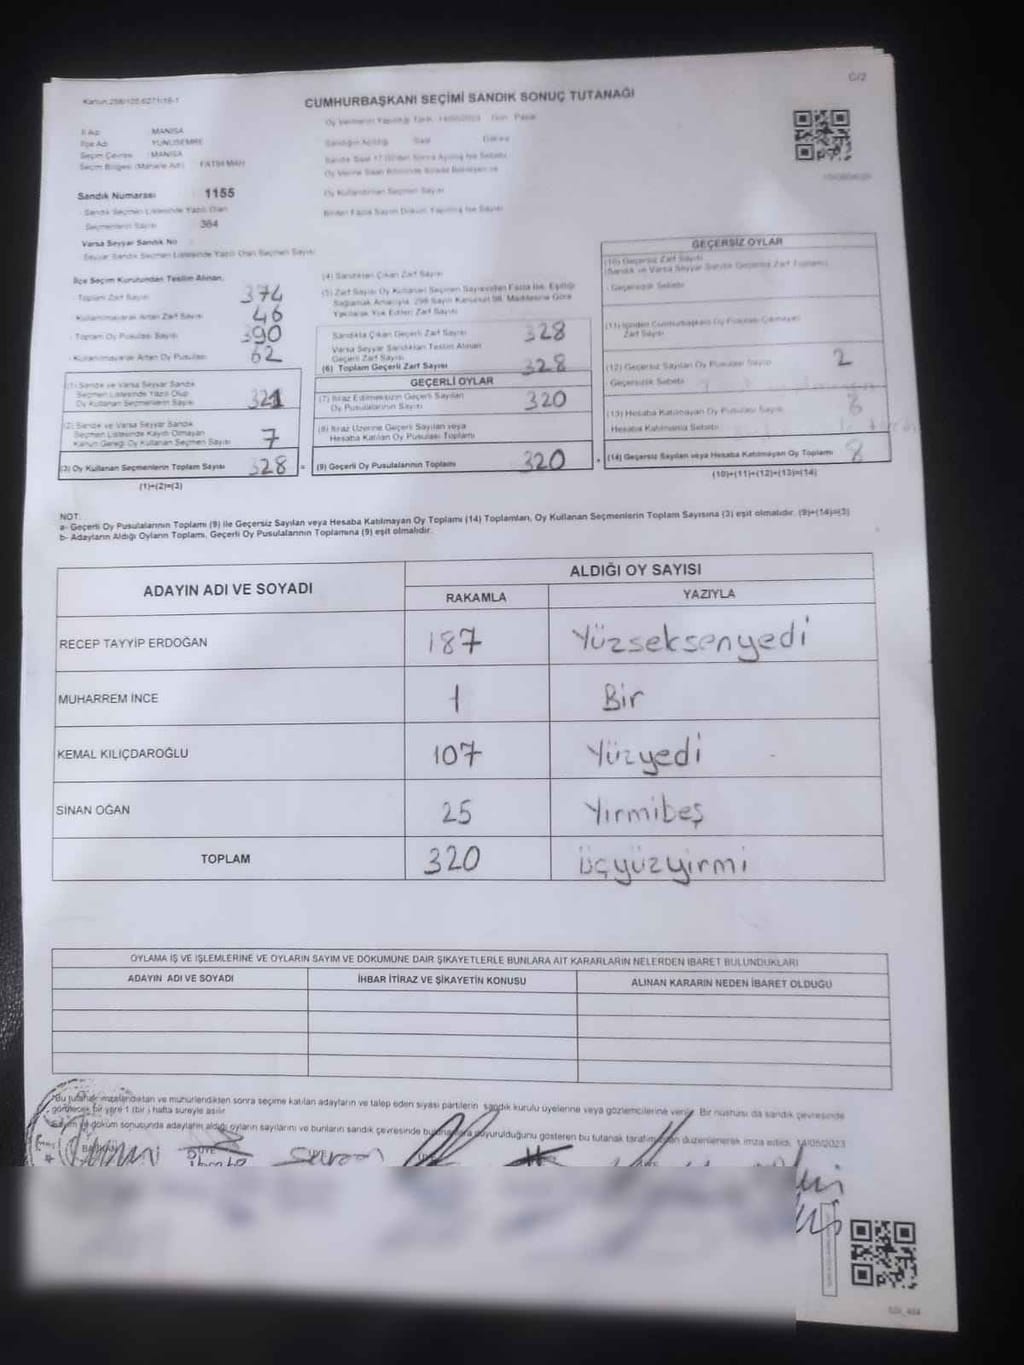 C/2
Kanun:298/105,6271/18-1
CUMHURBAŞKANI SEÇİMİ SANDIK SONUÇ TUTANAĞI
Oy Vermenin Yapıldığı Tarih: 14/05/2023 Gün: Pazar
İl Adı MANİSA
İlçe Adı YUNUSEMRE
Seçim Çevresi : MANİSA
Seçim Bölgesi (Mahalle Adı) FATİH MAH
Sandığın Açıldığı Saat Dakika
Sandık Saat 17:00'den Sonra Açılmış İse Sebebi
Sandık Numarası 1155
Oy Kullandırılan Seçmen Sayısı
Sandık Seçmen Listesinde Yazılı Olan
Seçmenlerin Sayısı 364
Birden Fazla Sayım Döküm Yapılmış İse Sayısı
Varsa Seyyar Sandık No
Seyyar Sandık Seçmen Listesinde Yazılı Olan Seçmen Sayısı
İlçe Seçim Kurulundan Teslim Alınan;
Toplam Zarf Sayısı 374
Kullanılmayarak Artan Zarf Sayısı 46
Toplam Oy Pusulası Sayısı 390
Kullanılmayarak Artan Oy Pusulası 62
(1) Sandık ve Varsa Seyyar Sandık
Seçmen Listesinde Yazılı Olup
Oy Kullanan Seçmenlerin Sayısı 321
(2) Sandık ve Varsa Seyyar Sandık
Seçmen Listesinde Kayıtlı Olmayan
Kanun Gereği Oy Kullanan Seçmen Sayısı 7
(3) Oy Kullanan Seçmenlerin Toplam Sayısı 328 =
(1)+(2)=(3)
(4) Sandıktan Çıkan Zarf Sayısı
(5) Zarf Sayısı Oy Kullanan Seçmen Sayısından Fazla İse, Eşitliği
Sağlamak Amacıyla, 298 Sayılı Kanunun 98. Maddesine Göre
Yakılarak Yok Edilen Zarf Sayısı
Sandıkta Çıkan Geçerli Zarf Sayısı 328
Varsa Seyyar Sandıktan Teslim Alınan
Geçerli Zarf Sayısı
(6) Toplam Geçerli Zarf Sayısı 328
GEÇERLİ OYLAR
(7) İtiraz Edilmeksizin Geçerli Sayılan
Oy Pusulalarının Sayısı 320
(8) İtiraz Üzerine Geçerli Sayılan veya
Hesaba Katılan Oy Pusulası Toplamı
(9) Geçerli Oy Pusulalarının Toplamı 320 +
GEÇERSİZ OYLAR
(10) Geçersiz Zarf Sayısı
(Sandık ve Varsa Seyyar Sandık Geçersiz Zarf Toplamı)
Geçersizlik Sebebi
(11) İçinden Cumhurbaşkanı Oy Pusulası Çıkmayan
Zarf Sayısı
(12) Geçersiz Sayılan Oy Pusulası Sayısı 2
Geçersizlik Sebebi
(13) Hesaba Katılmayan Oy Pusulası Sayısı
Hesaba Katılmama Sebebi
(14) Geçersiz Sayılan veya Hesaba Katılmayan Oy Toplamı 8
(10)+(11)+(12)+(13)=(14)
NOT:
a- Geçerli Oy Pusulalarının Toplamı (9) ile Geçersiz Sayılan veya Hesaba Katılmayan Oy Toplamı (14) Toplamları, Oy Kullanan Seçmenlerin Toplam Sayısına (3) eşit olmalıdır. (9)+(14)=(3)
b- Adayların Aldığı Oyların Toplamı, Geçerli Oy Pusulalarının Toplamına (9) eşit olmalıdır.
ADAYIN ADI VE SOYADI
ALDIĞI OY SAYISI
RAKAMLA YAZIYLA
RECEP TAYYİP ERDOĞAN 187 Yüzseksenyedi
MUHARREM İNCE 1 Bir
KEMAL KILIÇDAROĞLU 107 Yüzyedi
SİNAN OĞAN 25 Yirmibeş
TOPLAM 320 üçyüzyirmi
OYLAMA İŞ VE İŞLEMLERİNE VE OYLARIN SAYIM VE DÖKÜMÜNE DAİR ŞİKAYETLERLE BUNLARA AİT KARARLARIN NELERDEN İBARET BULUNDUKLARI
ADAYIN ADI VE SOYADI İHBAR İTİRAZ VE ŞİKAYETİN KONUSU ALINAN KARARIN NEDEN İBARET OLDUĞU
Bu tutanak imzalandıktan ve mühürlendikten sonra seçime katılan adayların ve talep eden siyasi partilerin sandık kurulu üyelerine veya gözlemcilerine verilir. Bir nüshası da sandık çevresinde
görülecek bir yere 1 (bir) hafta süreyle asılır.
Sayım ve döküm sonusunda adayların aldığı oyların sayılarını ve bunların sandık çevresinde duyurulduğunu gösteren bu tutanak tarafımızdan düzenlenerek imza edildi. 14/05/2023